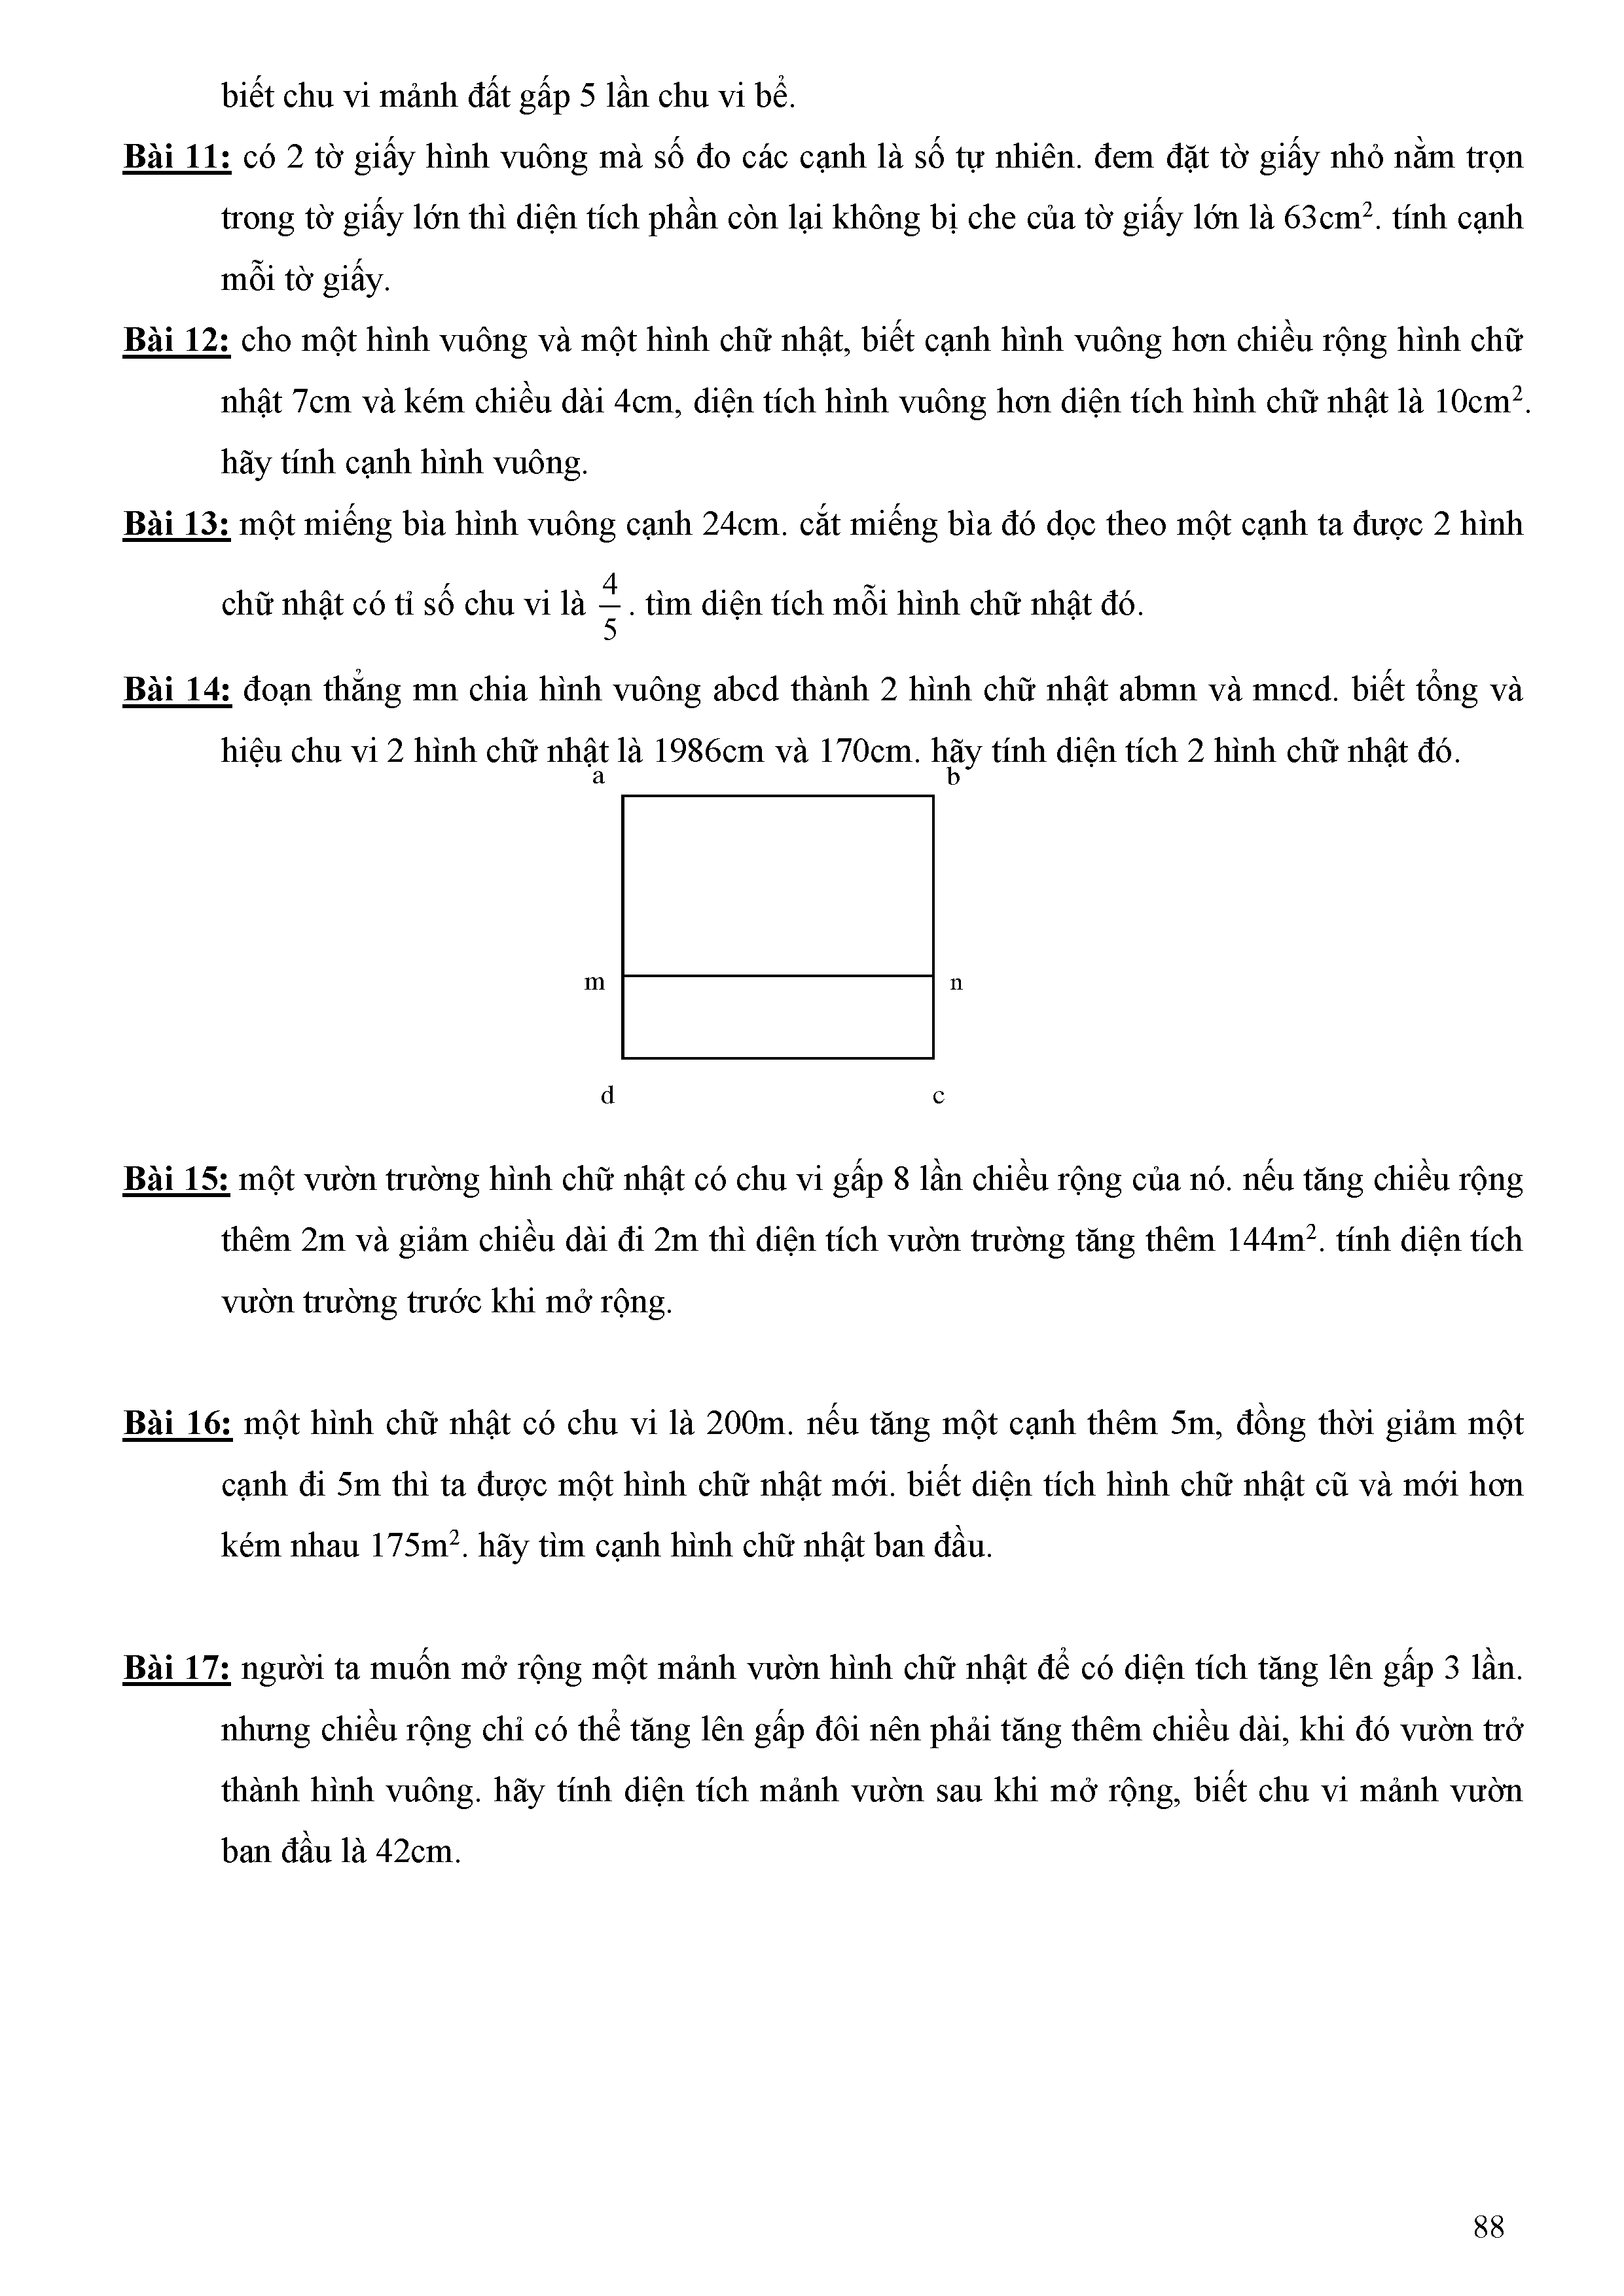 biết chu vi mảnh đất gấp 5 lần chu vi bể.
Bài 11: có 2 tờ giấy hình vuông mà số đo các cạnh là số tự nhiên. đem đặt tờ giấy nhỏ nằm trọn
trong tờ giấy lớn thì diện tích phần còn lại không bị che của tờ giấy lớn là 63cm². tính cạnh
mỗi tờ giấy.
Bài 12: cho một hình vuông và một hình chữ nhật, biết cạnh hình vuông hơn chiều rộng hình chữ
nhật 7cm và kém chiều dài 4cm, diện tích hình vuông hơn diện tích hình chữ nhật là 10cm².
hãy tính cạnh hình vuông.
Bài 13: một miếng bìa hình vuông cạnh 24cm. cắt miếng bìa đó dọc theo một cạnh ta được 2 hình
chữ nhật có tỉ số chu vi là 4/5. tìm diện tích mỗi hình chữ nhật đó.
Bài 14: đoạn thẳng mn chia hình vuông abcd thành 2 hình chữ nhật abmn và mncd. biết tổng và
hiệu chu vi 2 hình chữ nhật là 1986cm và 170cm. hãy tính diện tích 2 hình chữ nhật đó.
a b
m n
d c
Bài 15: một vườn trường hình chữ nhật có chu vi gấp 8 lần chiều rộng của nó. nếu tăng chiều rộng
thêm 2m và giảm chiều dài đi 2m thì diện tích vườn trường tăng thêm 144m². tính diện tích
vườn trường trước khi mở rộng.
Bài 16: một hình chữ nhật có chu vi là 200m. nếu tăng một cạnh thêm 5m, đồng thời giảm một
cạnh đi 5m thì ta được một hình chữ nhật mới. biết diện tích hình chữ nhật cũ và mới hơn
kém nhau 175m². hãy tìm cạnh hình chữ nhật ban đầu.
Bài 17: người ta muốn mở rộng một mảnh vườn hình chữ nhật để có diện tích tăng lên gấp 3 lần.
nhưng chiều rộng chỉ có thể tăng lên gấp đôi nên phải tăng thêm chiều dài, khi đó vườn trở
thành hình vuông. hãy tính diện tích mảnh vườn sau khi mở rộng, biết chu vi mảnh vườn
ban đầu là 42cm.
88